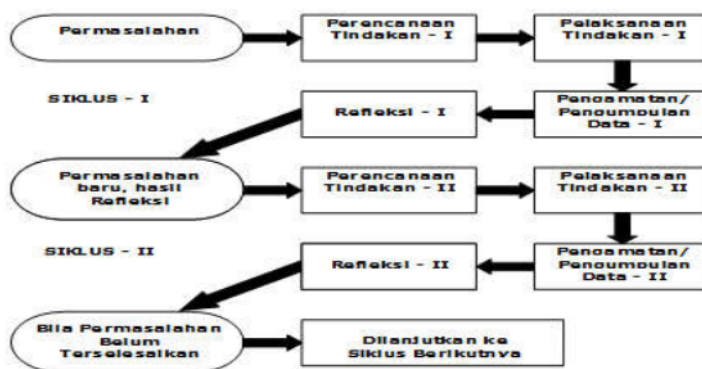 Permasalahan
Perencanaan
Tindakan - I
Pelaksanaan
Tindakan - I
SIKLUS - I
Refleksi - I
Pengamatan/
Pengumpulan
Data - I
Permasalahan
baru, hasil
Refleksi
Perencanaan
Tindakan - II
Pelaksanaan
Tindakan - II
SIKLUS - II
Refleksi - II
Pengamatan/
Pengumpulan
Data - II
Bila Permasalahan
Belum
Terselesaikan
Dilanjutkan ke
Siklus Berikutnya